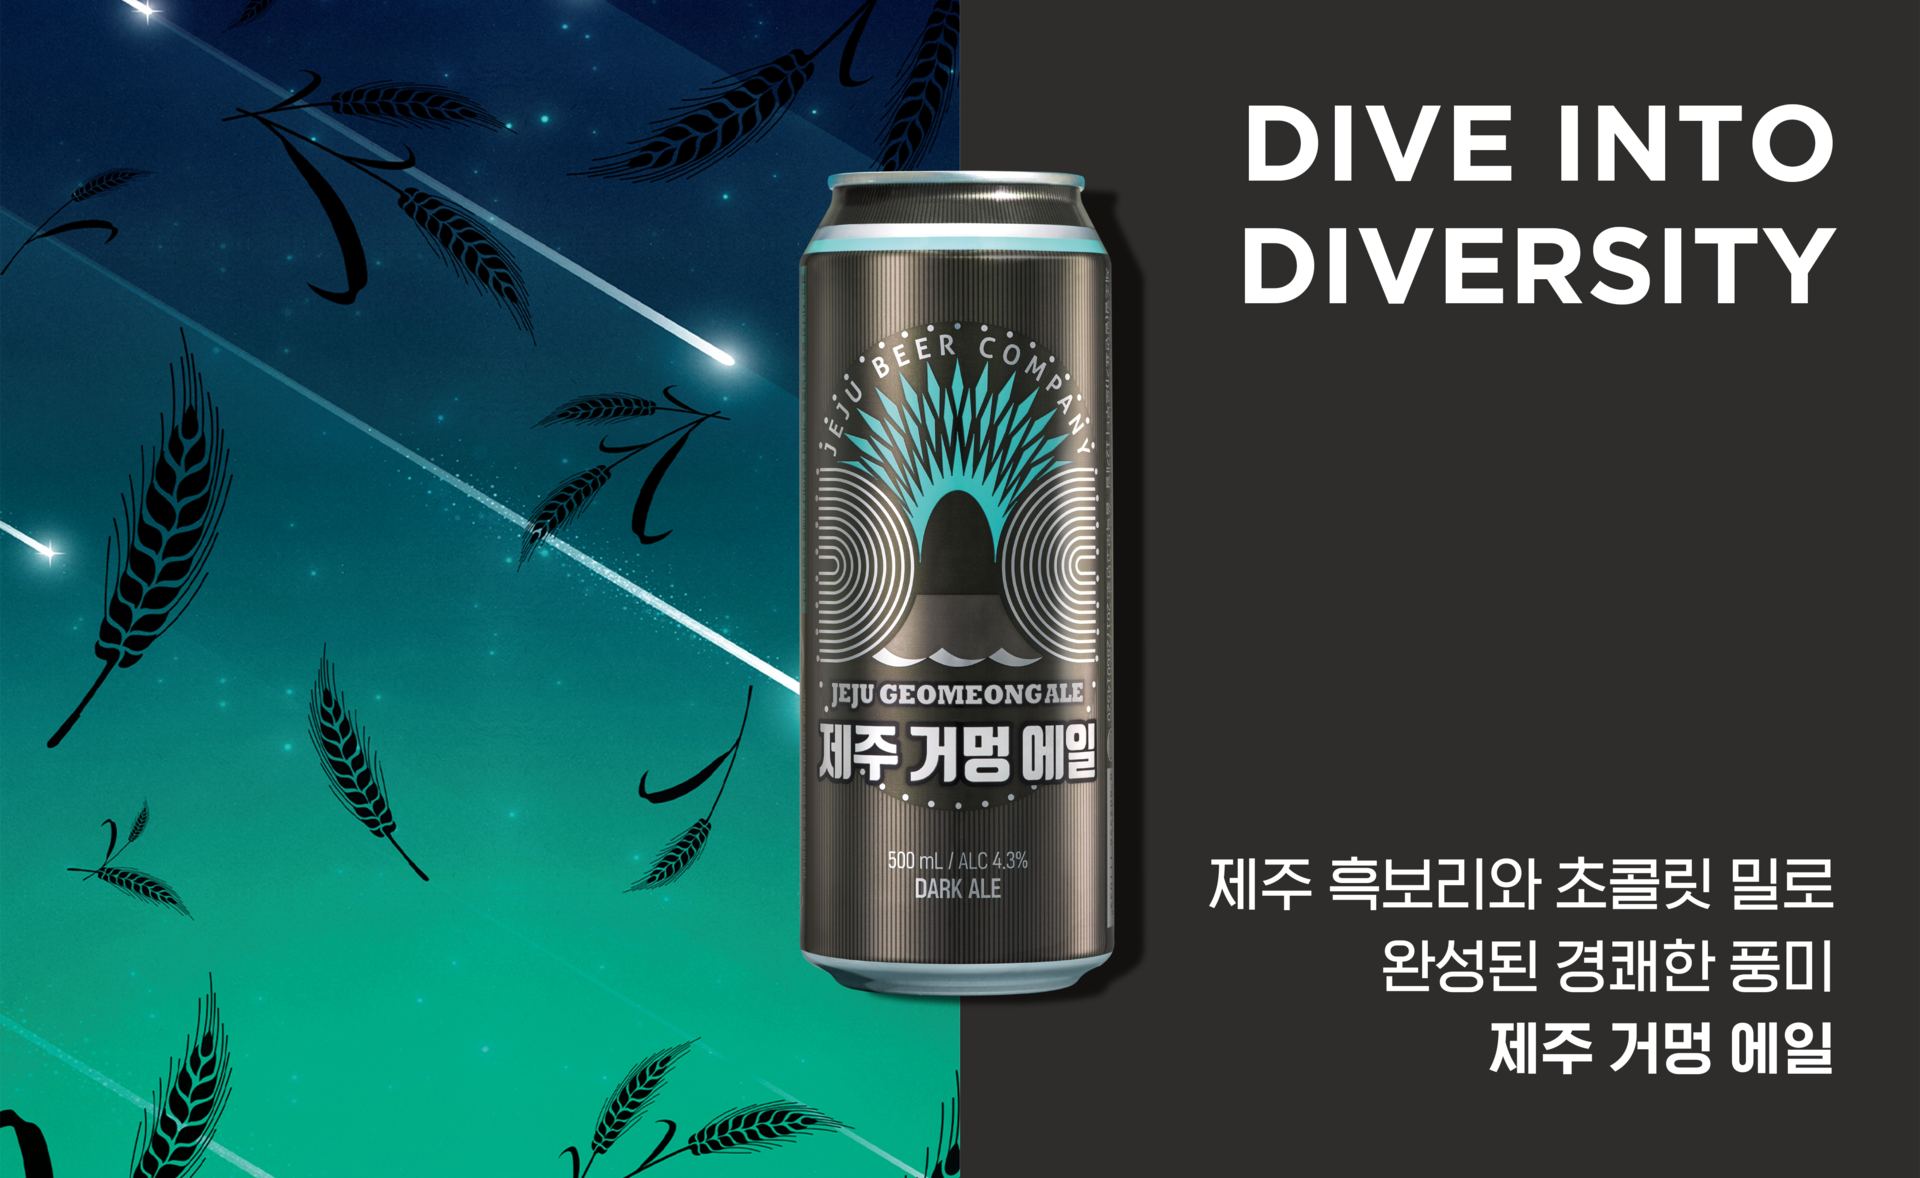 DIVE INTO
DIVERSITY
JEJU BEER COMPANY
JEJU GEOMEONG ALE
제주 거멍 에일
500 mL / ALC 4.3%
DARK ALE
제주 흑보리와 초콜릿 밀로
완성된 경쾌한 풍미
제주 거멍 에일